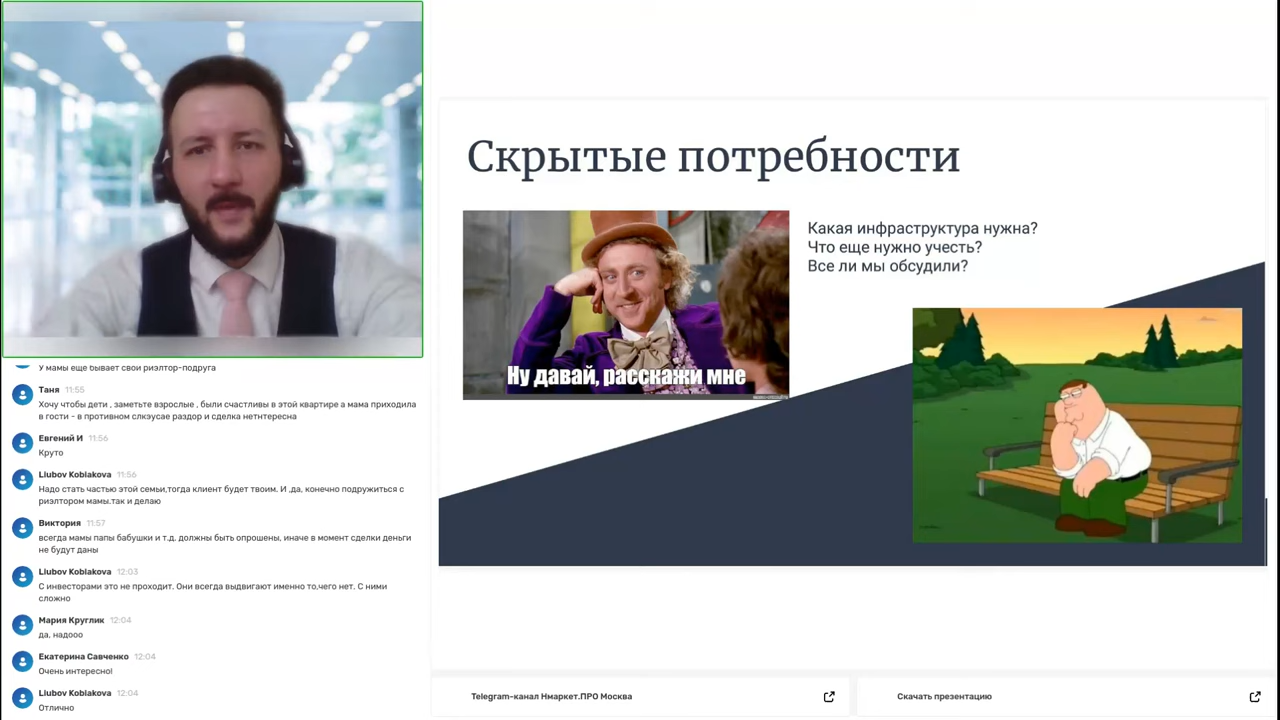 У мамы еще бывает свои риэлтор-подруга
Таня 11:55
Хочу чтобы дети , заметьте взрослые , были счастливы в этой квартире а мама приходила
в гости - в противном слкэусае раздор и сделка нетнтересна
Евгений И 11:56
Круто
Liubov Koblakova 11:56
Надо стать частью этой семьи,тогда клиент будет твоим. И ,да, конечно подружиться с
риэлтором мамы.так и делаю
Виктория 11:57
всегда мамы папы бабушки и т.д. должны быть опрошены, иначе в момент сделки деньги
не будут даны
Liubov Koblakova 12:03
С инвесторами это не проходит. Они всегда выдвигают именно то,чего нет. С ними
сложно
Мария Круглик 12:04
да, надооо
Екатерина Савченко 12:04
Очень интересно!
Liubov Koblakova 12:04
Отлично
Скрытые потребности
Ну давай, расскажи мне
Какая инфраструктура нужна?
Что еще нужно учесть?
Все ли мы обсудили?
Telegram-канал Нмаркет.ПРО Москва
Скачать презентацию